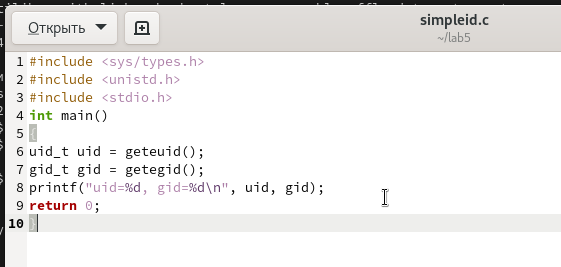 Открыть
simpleid.c
~/lab5
1 #include <sys/types.h>
2 #include <unistd.h>
3 #include <stdio.h>
4 int main()
5 {
6 uid_t uid = geteuid();
7 gid_t gid = getegid();
8 printf("uid=%d, gid=%d\n", uid, gid);
9 return 0;
10 }